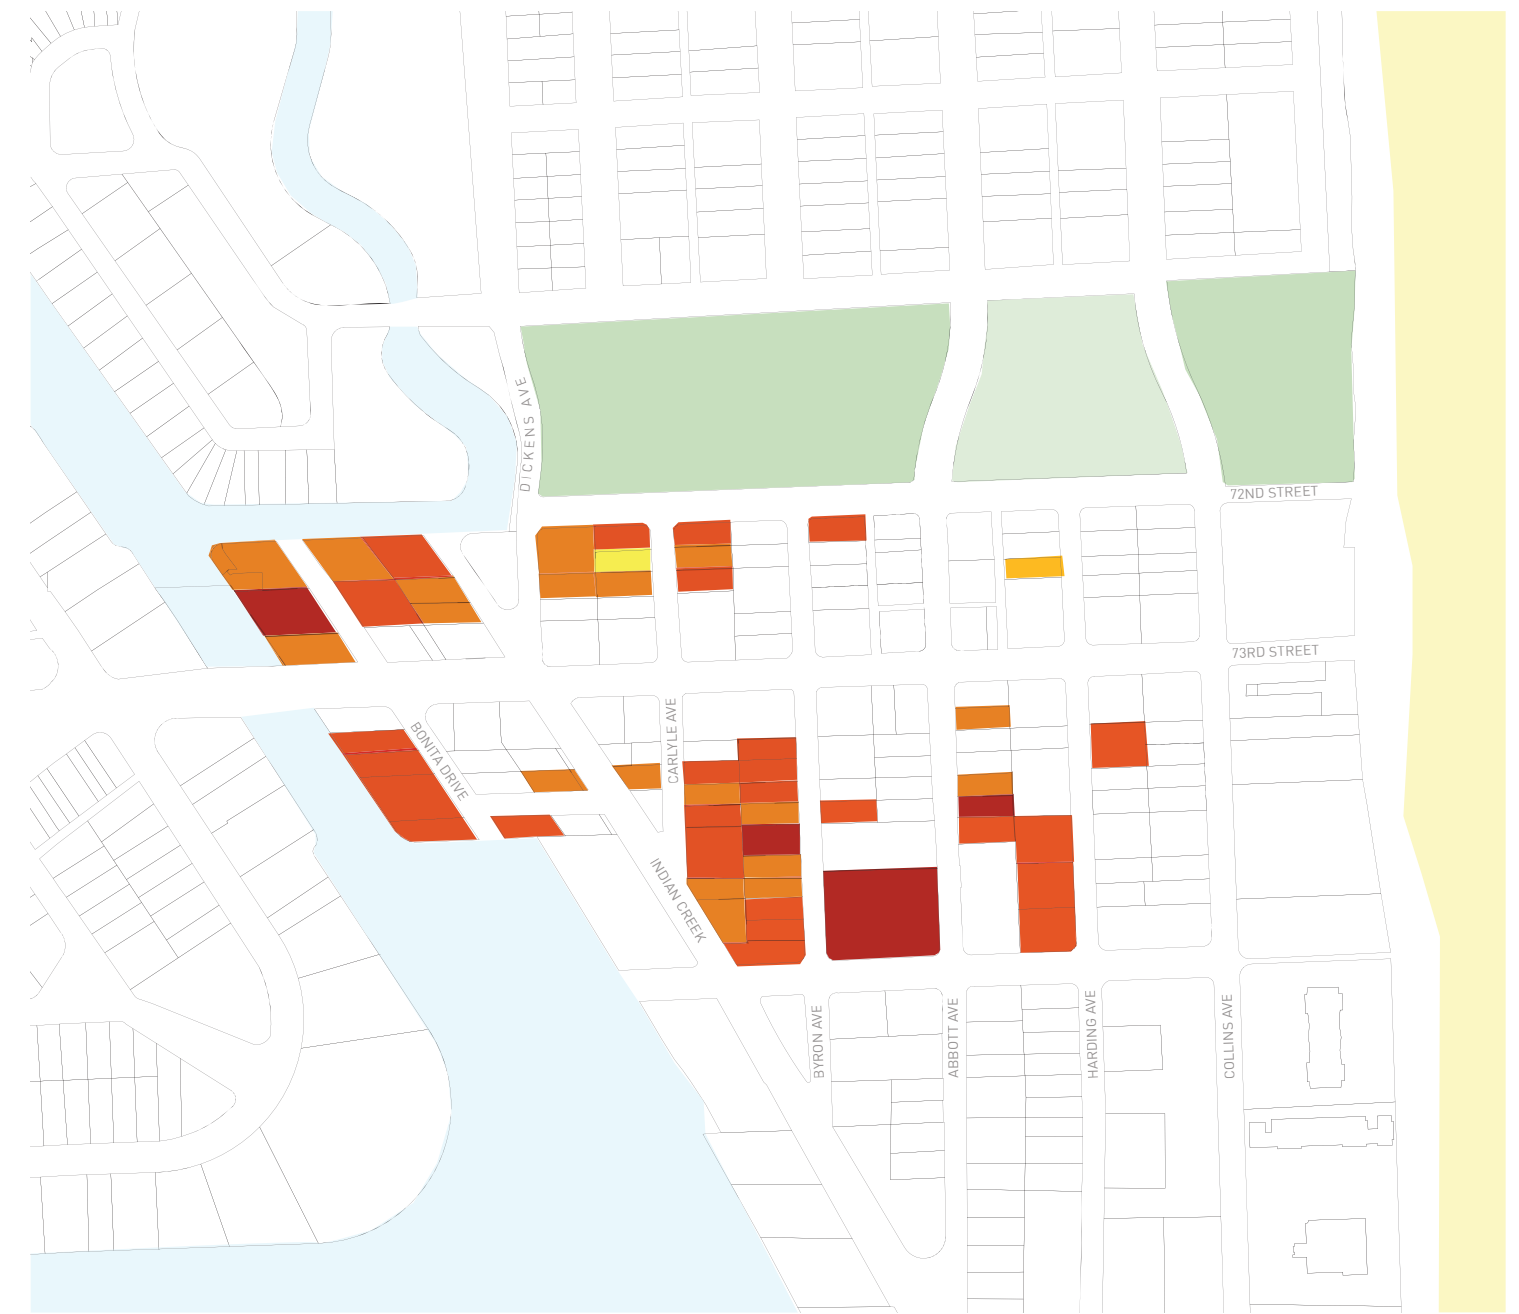 DICKENS AVE
72ND STREET
73RD STREET
CARLYLE AVE
BONITA DRIVE
INDIAN CREEK
BYRON AVE
ABBOTT AVE
HARDING AVE
COLLINS AVE